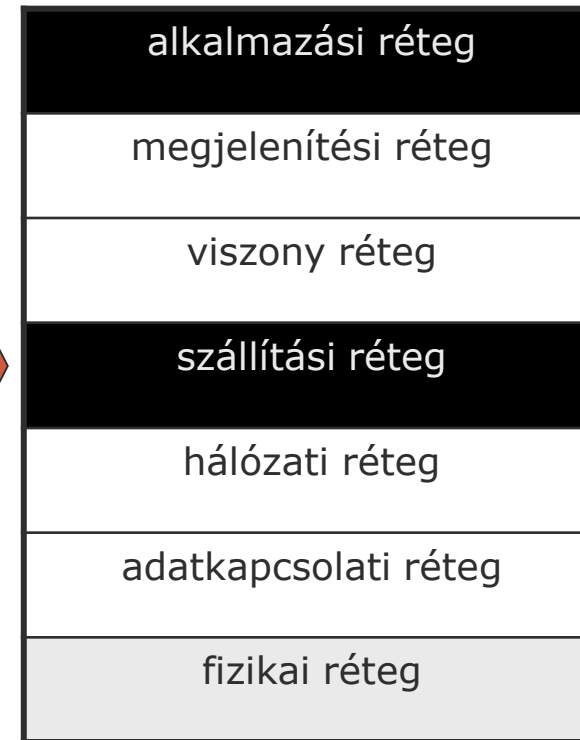 alkalmazási réteg
megjelenítési réteg
viszony réteg
szállítási réteg
hálózati réteg
adatkapcsolati réteg
fizikai réteg